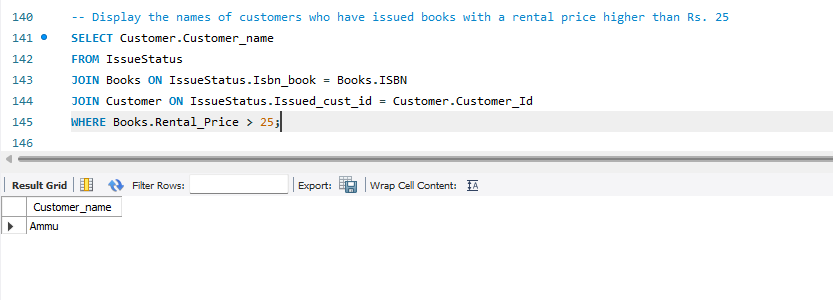 140 -- Display the names of customers who have issued books with a rental price higher than Rs. 25
141 SELECT Customer.Customer_name
142 FROM IssueStatus
143 JOIN Books ON IssueStatus.Isbn_book = Books.ISBN
144 JOIN Customer ON IssueStatus.Issued_cust_id = Customer.Customer_Id
145 WHERE Books.Rental_Price > 25;
146
Result Grid Filter Rows: Export: Wrap Cell Content: IA
Customer_name
Ammu